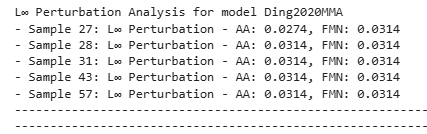 L∞ Perturbation Analysis for model Ding2020MMA
- Sample 27: L∞ Perturbation - AA: 0.0274, FMN: 0.0314
- Sample 28: L∞ Perturbation - AA: 0.0314, FMN: 0.0314
- Sample 31: L∞ Perturbation - AA: 0.0314, FMN: 0.0314
- Sample 43: L∞ Perturbation - AA: 0.0314, FMN: 0.0314
- Sample 57: L∞ Perturbation - AA: 0.0314, FMN: 0.0314
--------------------------------------------------------
--------------------------------------------------------